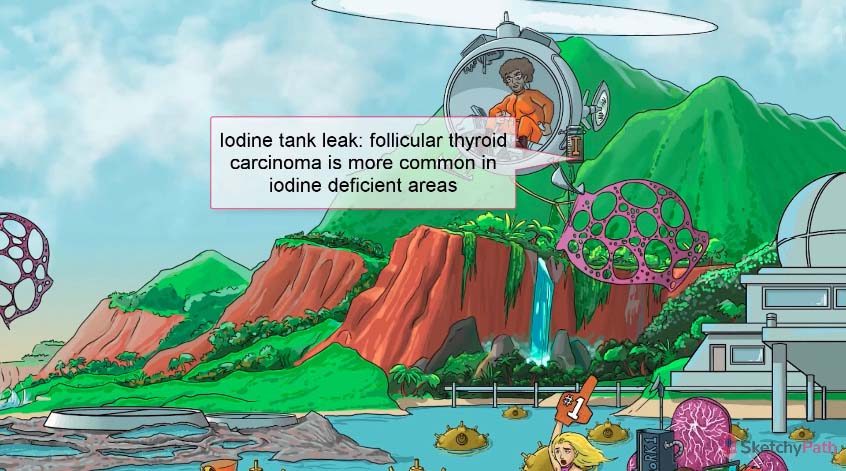 Iodine tank leak: follicular thyroid
carcinoma is more common in
iodine deficient areas
I
#1
SketchyPath